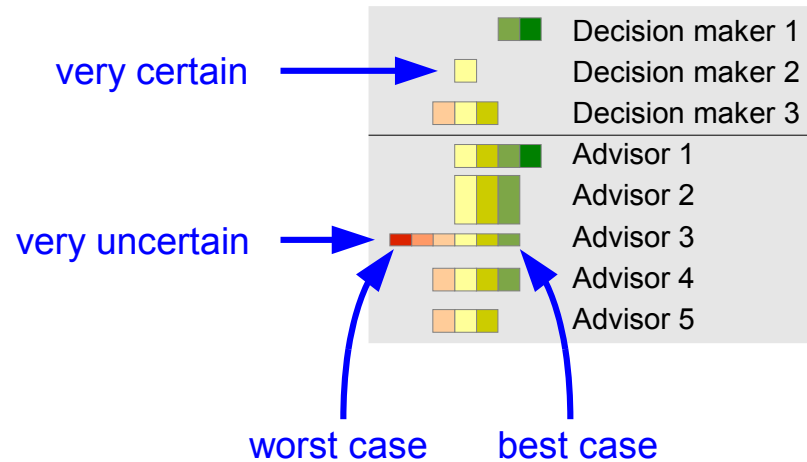 Decision maker 1
very certain
Decision maker 2
Decision maker 3
Advisor 1
Advisor 2
very uncertain
Advisor 3
Advisor 4
Advisor 5
worst case
best case